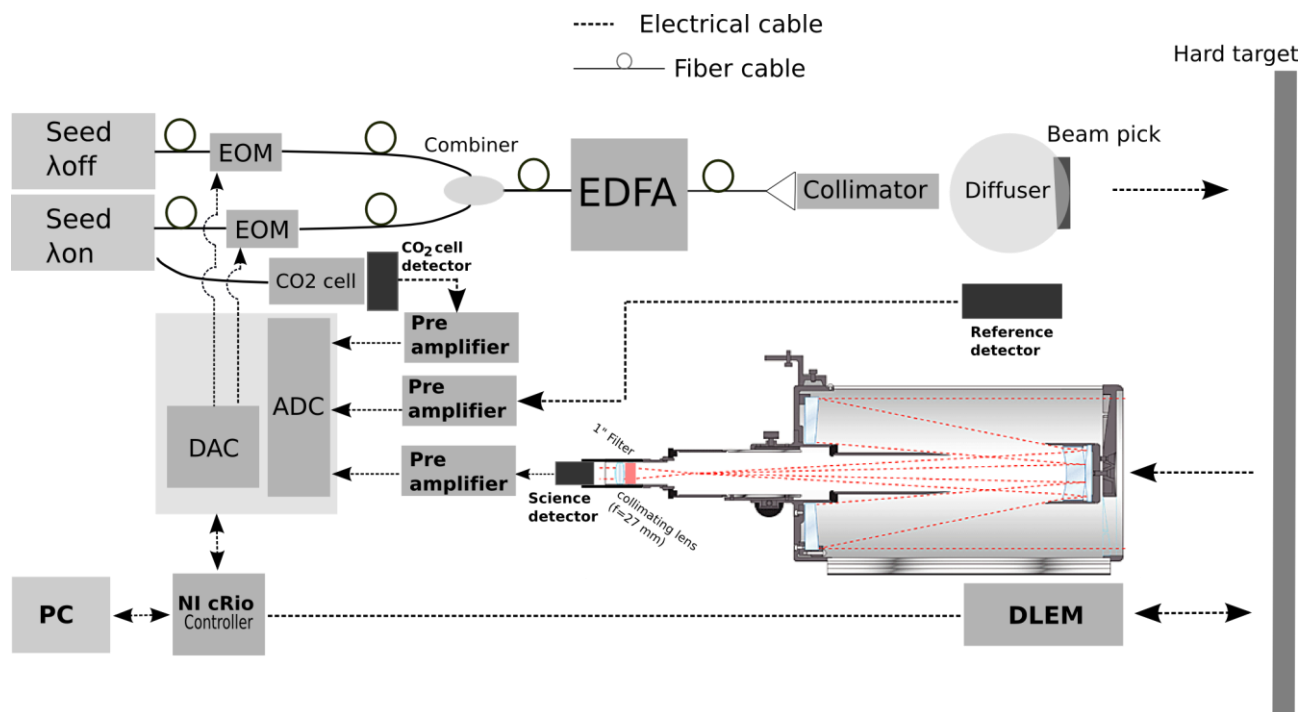 Electrical cable
Fiber cable
Hard target
Seed
λoff
EOM
Combiner
EDFA
Collimator
Diffuser
Beam pick
Seed
λon
EOM
CO2 cell
CO₂ cell
detector
Pre
amplifier
Reference
detector
ADC
DAC
Pre
amplifier
Pre
amplifier
1" Filter
Science
detector
collimating lens
(f=27 mm)
PC
NI cRio
Controller
DLEM